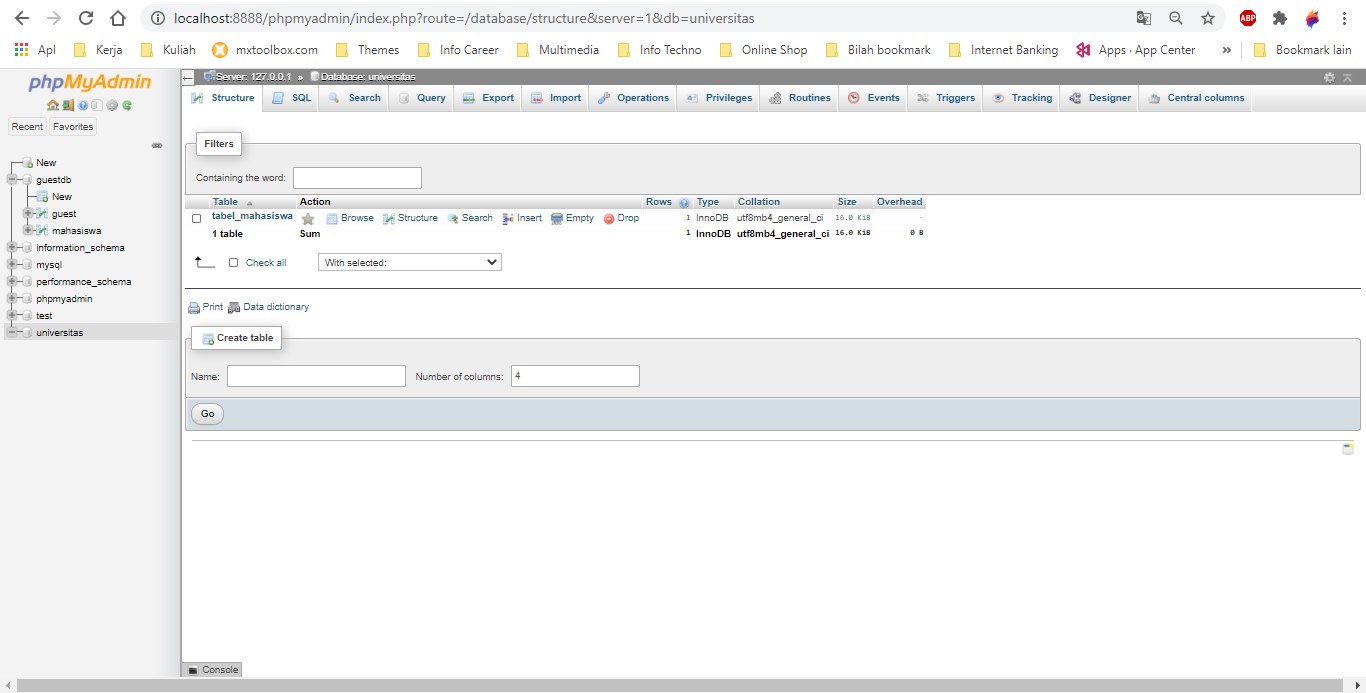 localhost:8888/phpmyadmin/index.php?route=/database/structure&server=1&db=universitas
ABP
Apl Kerja Kuliah mxtoolbox.com Themes Info Career Multimedia Info Techno Online Shop Bilah bookmark Internet Banking Apps · App Center » Bookmark lain
phpMyAdmin
Recent Favorites
New
guestdb
New
guest
mahasiswa
information_schema
mysql
performance_schema
phpmyadmin
test
universitas
Server: 127.0.0.1 » Database: universitas
Structure SQL Search Query Export Import Operations Privileges Routines Events Triggers Tracking Designer Central columns
Filters
Containing the word:
Table Action Rows Type Collation Size Overhead
tabel_mahasiswa Browse Structure Search Insert Empty Drop 1 InnoDB utf8mb4_general_ci 16.0 KiB -
1 table Sum 1 InnoDB utf8mb4_general_ci 16.0 KiB 0 B
Check all With selected:
Print Data dictionary
Create table
Name: Number of columns: 4
Go
Console